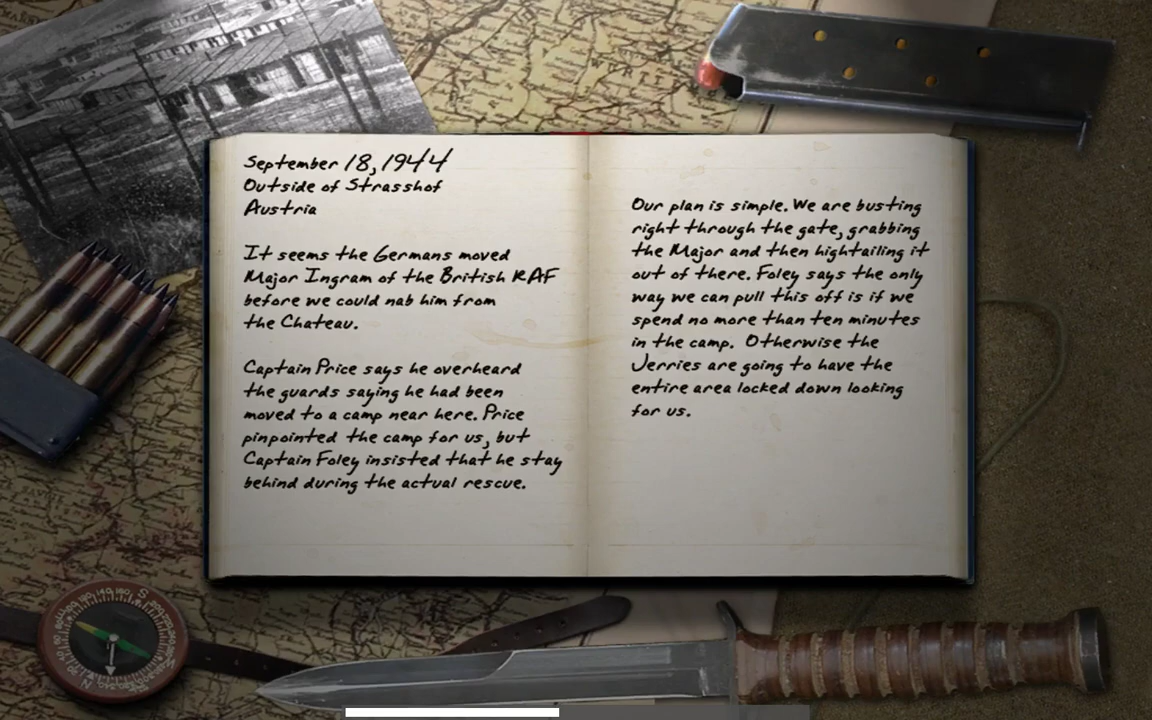 September 18, 1944
Outside of Strasshof
Austria
It seems the Germans moved
Major Ingram of the British RAF
before we could nab him from
the Chateau.
Captain Price says he overheard
the guards saying he had been
moved to a camp near here. Price
pinpointed the camp for us, but
Captain Foley insisted that he stay
behind during the actual rescue.
Our plan is simple. We are busting
right through the gate, grabbing
the Major and then hightailing it
out of there. Foley says the only
way we can pull this off is if we
spend no more than ten minutes
in the camp. Otherwise the
Jerries are going to have the
entire area locked down looking
for us.